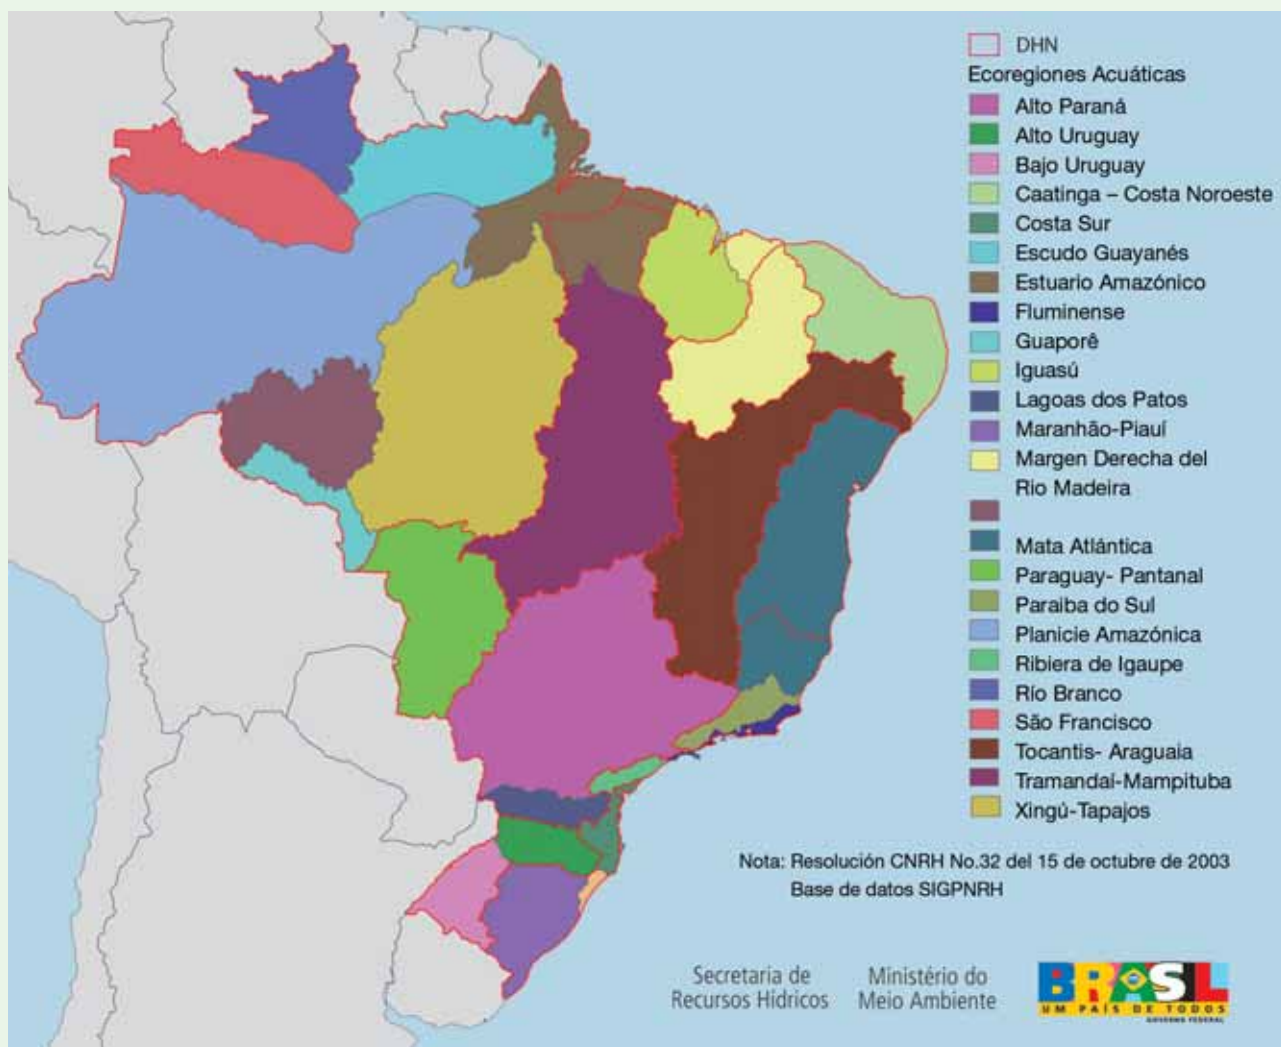 DHN
Ecoregiones Acuáticas
Alto Paraná
Alto Uruguay
Bajo Uruguay
Caatinga – Costa Noroeste
Costa Sur
Escudo Guayanés
Estuario Amazónico
Fluminense
Guaporê
Iguasú
Lagoas dos Patos
Maranhão-Piauí
Margen Derecha del
Rio Madeira
Mata Atlántica
Paraguay- Pantanal
Paraiba do Sul
Planicie Amazónica
Ribiera de Igaupe
Río Branco
São Francisco
Tocantis- Araguaia
Tramandaí-Mampituba
Xingú-Tapajos
Nota: Resolución CNRH No.32 del 15 de octubre de 2003
Base de datos SIGPNRH
Secretaria de
Recursos Hídricos
Ministério do
Meio Ambiente
BRASIL
UM PAÍS DE TODOS
GOVERNO FEDERAL